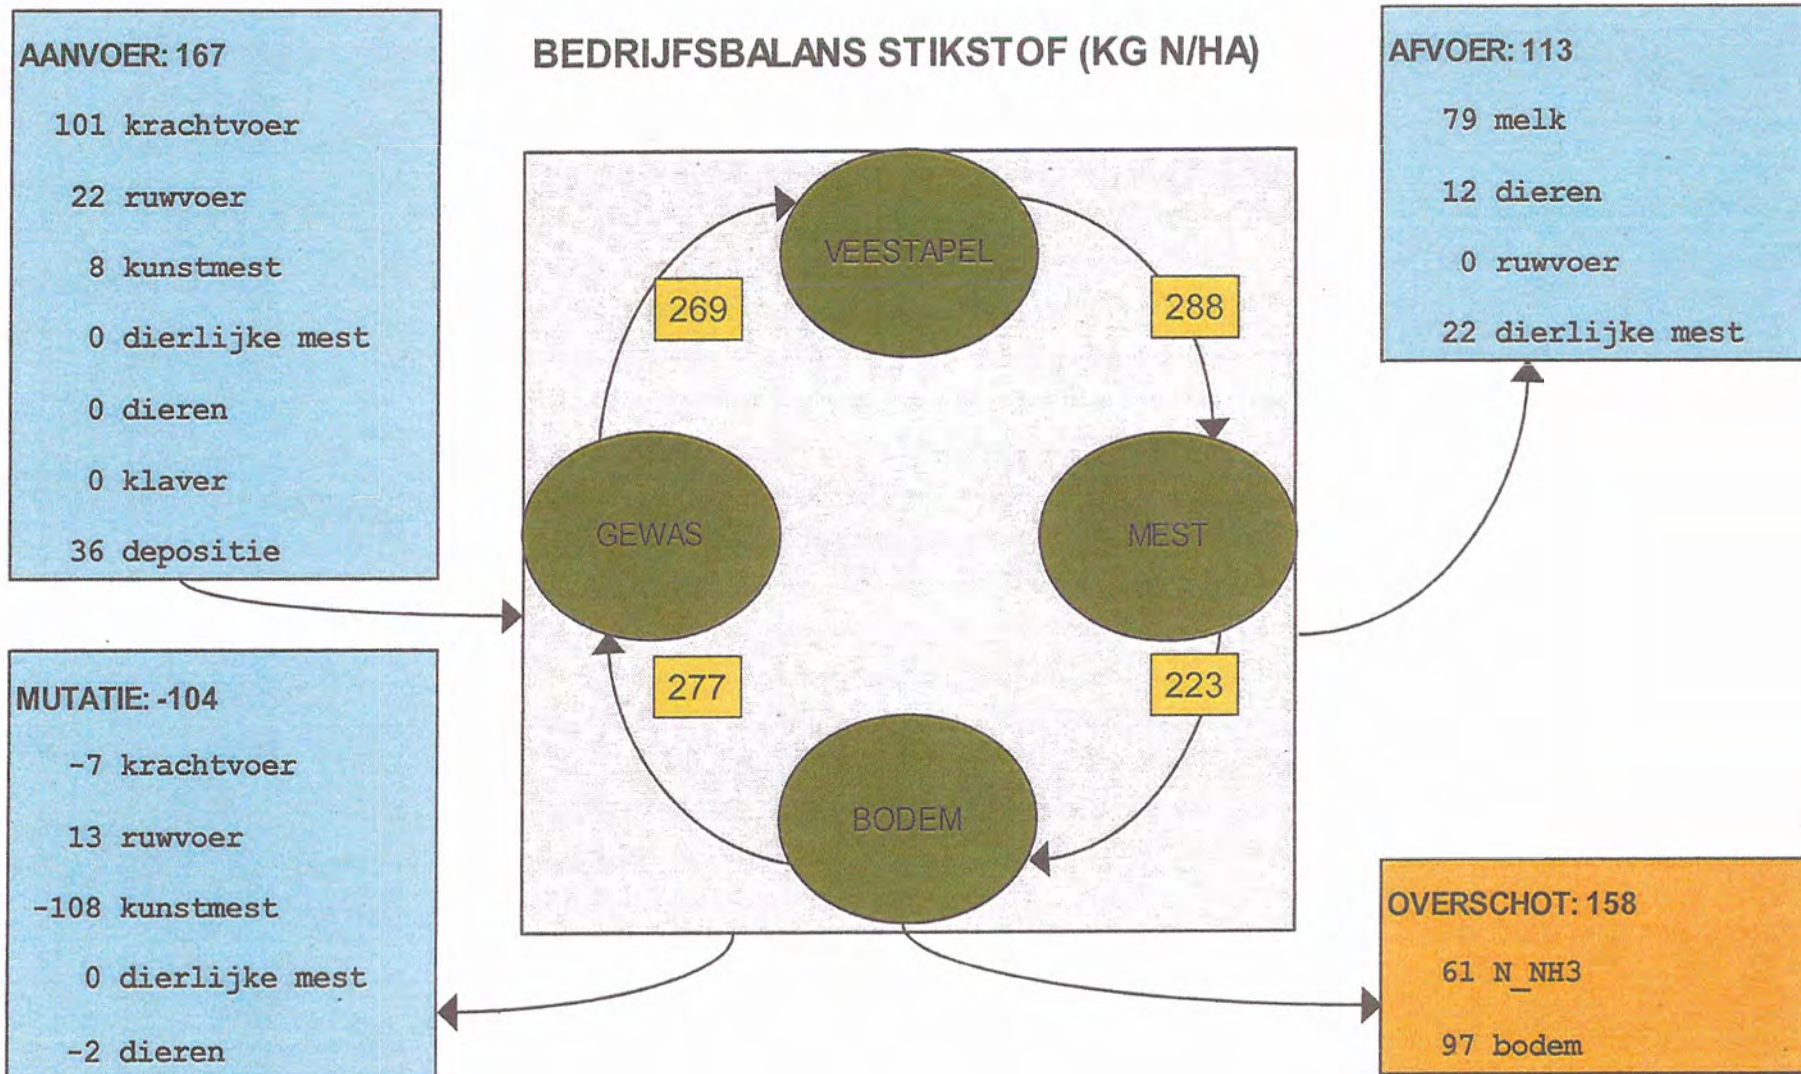 AANVOER: 167
101 krachtvoer
22 ruwvoer
8 kunstmest
0 dierlijke mest
0 dieren
0 klaver
36 depositie
BEDRIJFSBALANS STIKSTOF (KG N/HA)
AFVOER: 113
79 melk
12 dieren
0 ruwvoer
22 dierlijke mest
VEESTAPEL
269
288
GEWAS
MEST
277
223
BODEM
MUTATIE: -104
-7 krachtvoer
13 ruwvoer
-108 kunstmest
0 dierlijke mest
-2 dieren
OVERSCHOT: 158
61 N_NH3
97 bodem